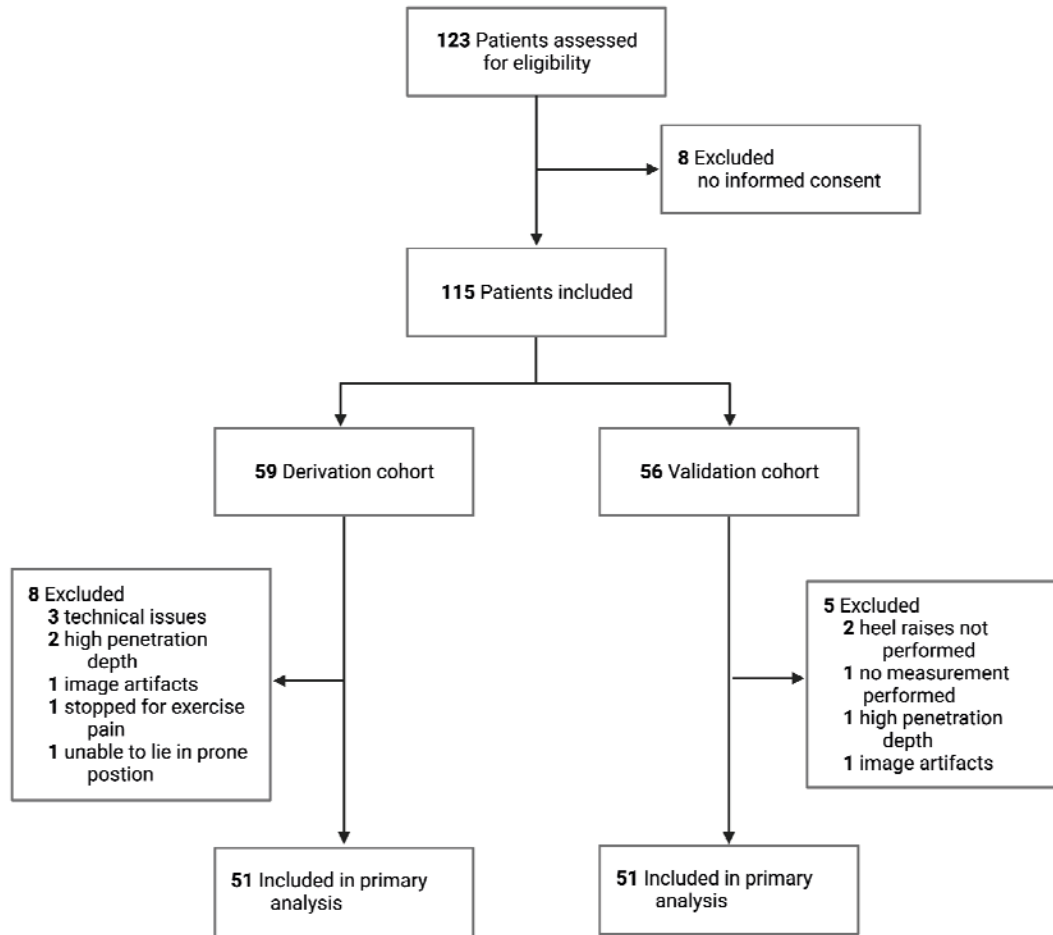 123 Patients assessed
for eligibility
8 Excluded
no informed consent
115 Patients included
59 Derivation cohort
56 Validation cohort
8 Excluded
3 technical issues
2 high penetration
depth
1 image artifacts
1 stopped for exercise
pain
1 unable to lie in prone
postion
5 Excluded
2 heel raises not
performed
1 no measurement
performed
1 high penetration
depth
1 image artifacts
51 Included in primary
analysis
51 Included in primary
analysis